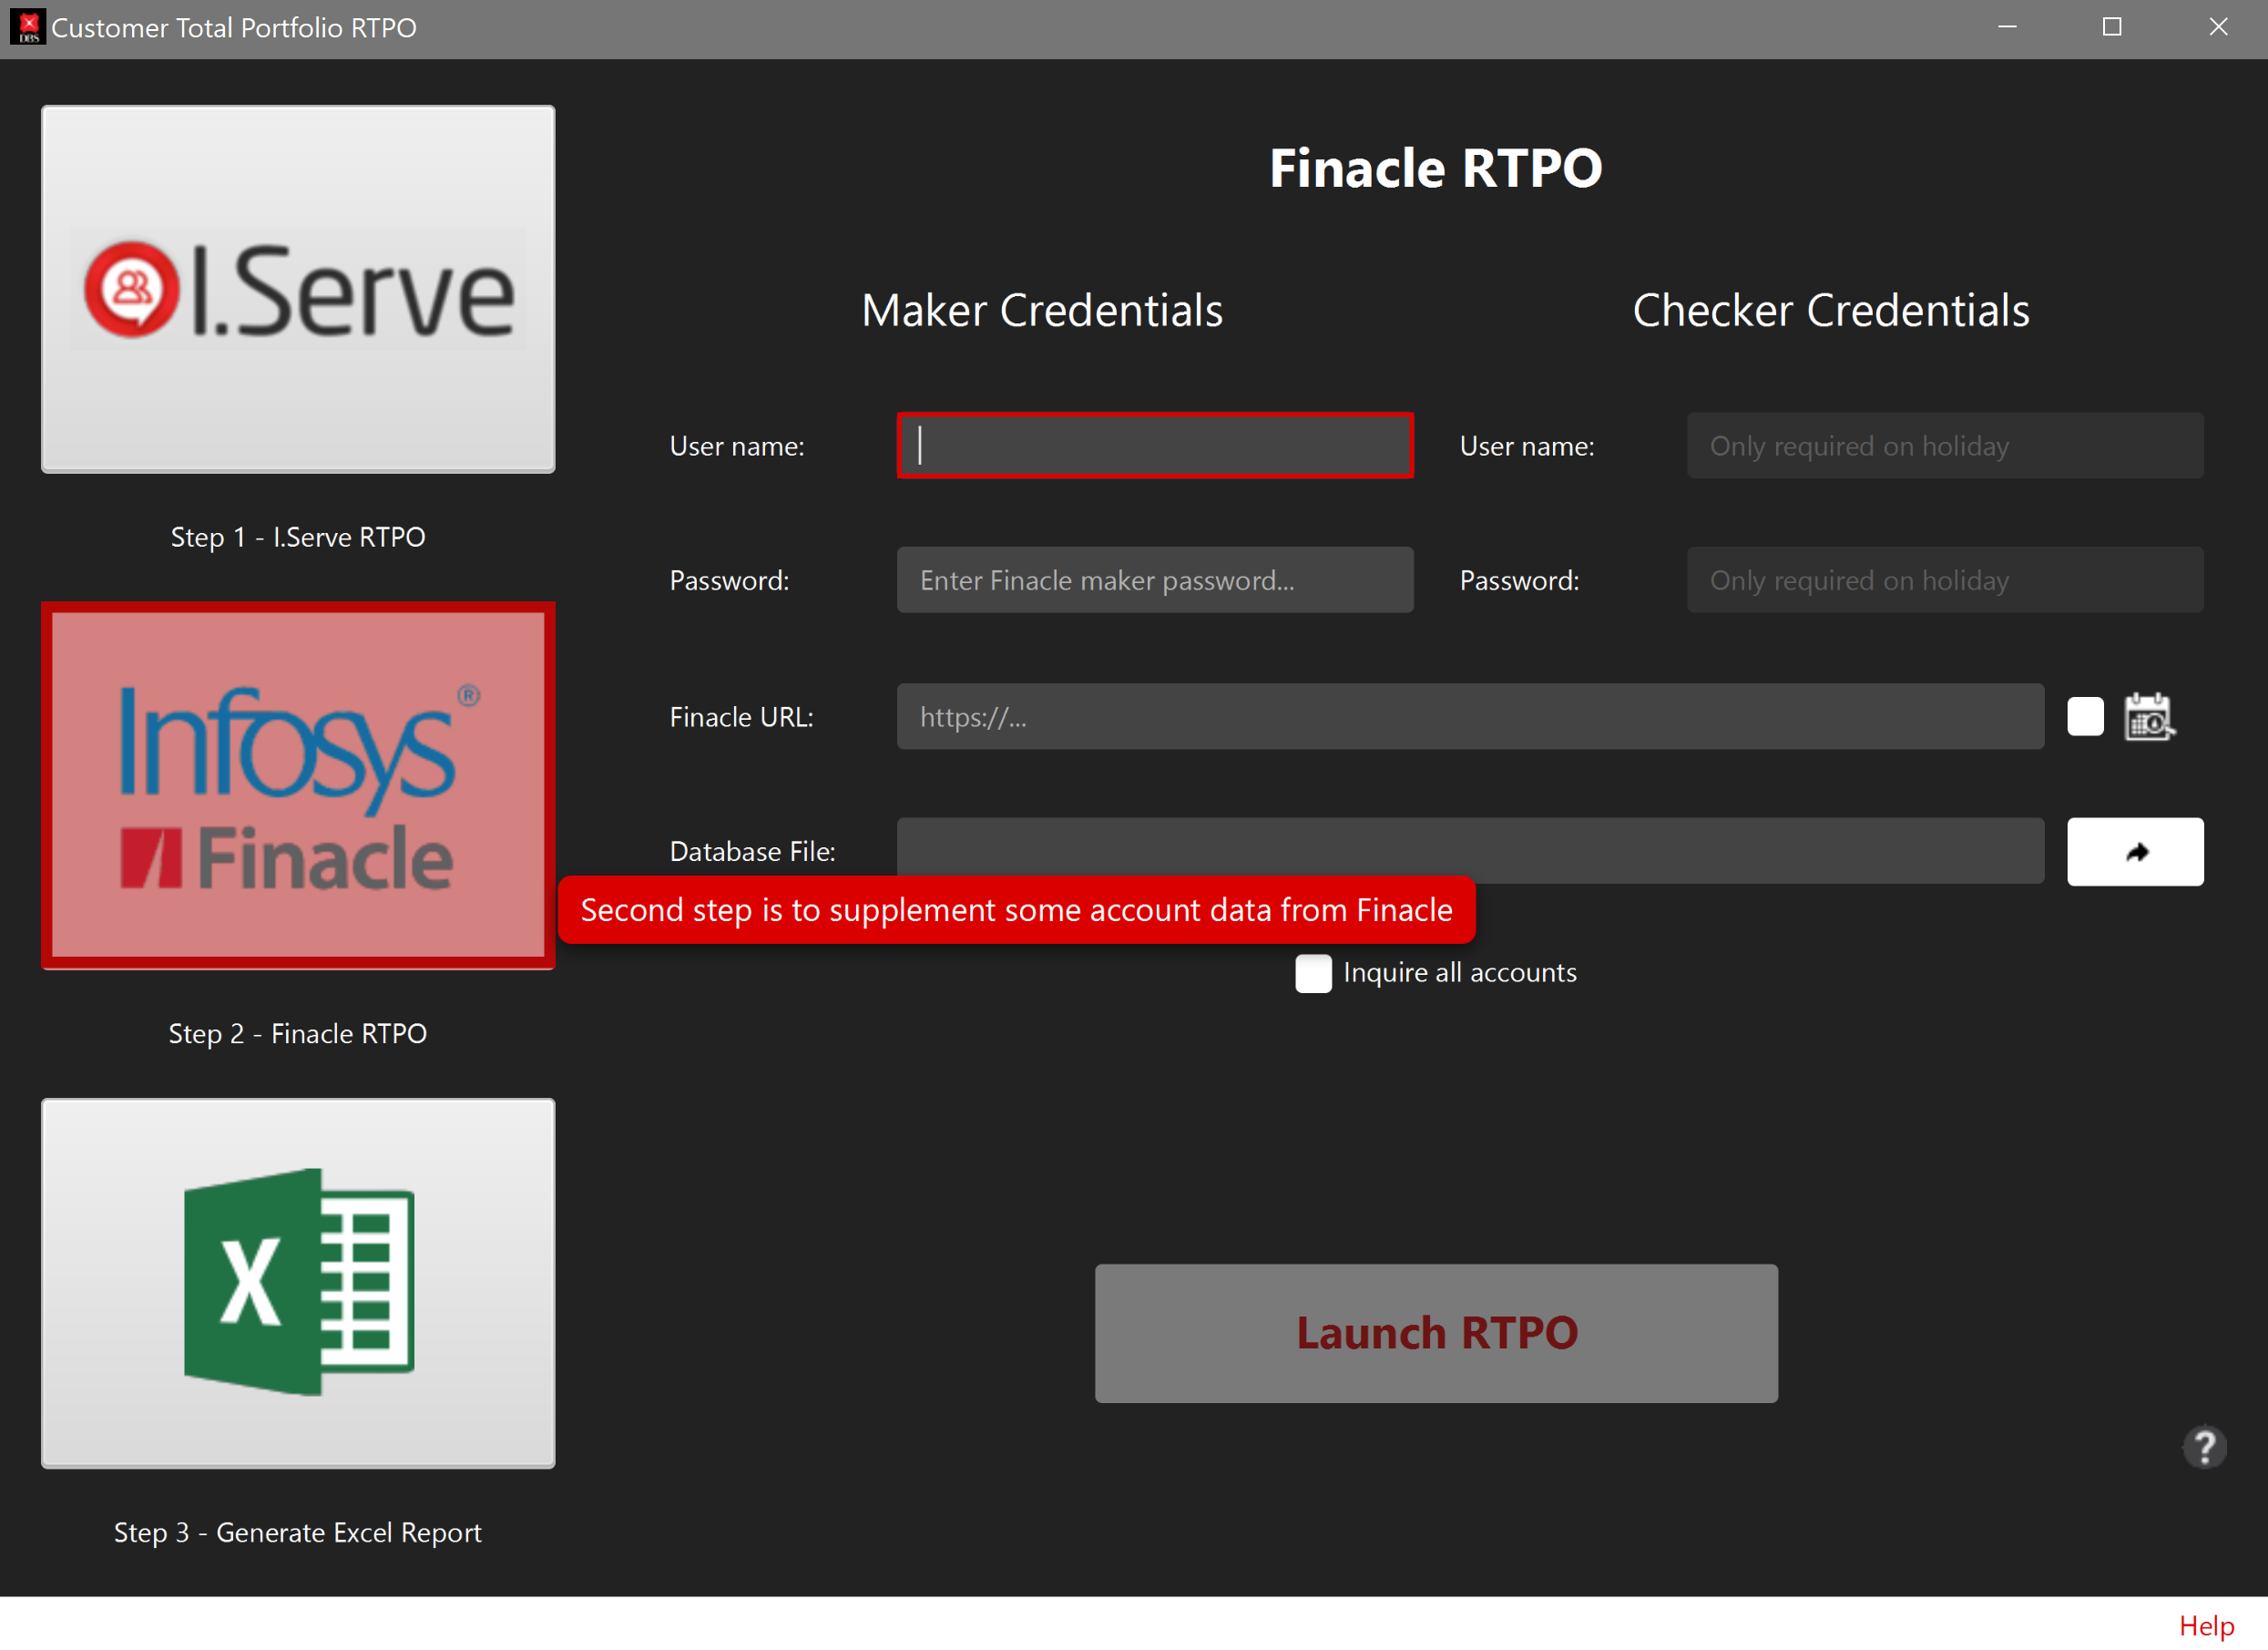 DBS Customer Total Portfolio RTPO
I.Serve
Step 1 - I.Serve RTPO
Infosys®
Finacle
Step 2 - Finacle RTPO
X
Step 3 - Generate Excel Report
Finacle RTPO
Maker Credentials
Checker Credentials
User name:
User name: Only required on holiday
Password: Enter Finacle maker password...
Password: Only required on holiday
Finacle URL: https://...
Database File:
Second step is to supplement some account data from Finacle
Inquire all accounts
Launch RTPO
?
Help